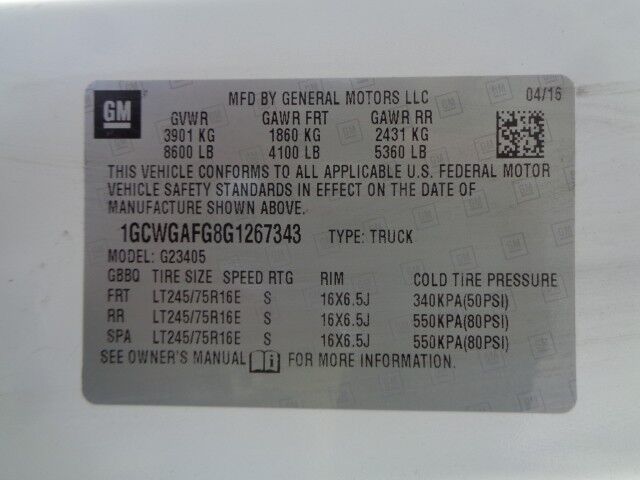 GM MFD BY GENERAL MOTORS LLC 04/16
GVWR GAWR FRT GAWR RR
3901 KG 1860 KG 2431 KG
8600 LB 4100 LB 5360 LB
THIS VEHICLE CONFORMS TO ALL APPLICABLE U.S. FEDERAL MOTOR
VEHICLE SAFETY STANDARDS IN EFFECT ON THE DATE OF
MANUFACTURE SHOWN ABOVE.
1GCWGAFG8G1267343 TYPE: TRUCK
MODEL: G23405
GBBQ TIRE SIZE SPEED RTG RIM COLD TIRE PRESSURE
FRT LT245/75R16E S 16X6.5J 340KPA(50PSI)
RR LT245/75R16E S 16X6.5J 550KPA(80PSI)
SPA LT245/75R16E S 16X6.5J 550KPA(80PSI)
SEE OWNER'S MANUAL i FOR MORE INFORMATION.